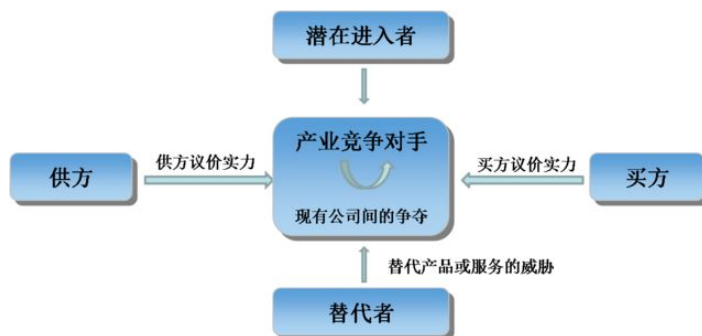 潜在进入者
产业竞争对手
供方议价实力
买方议价实力
供方
买方
现有公司间的争夺
替代产品或服务的威胁
替代者